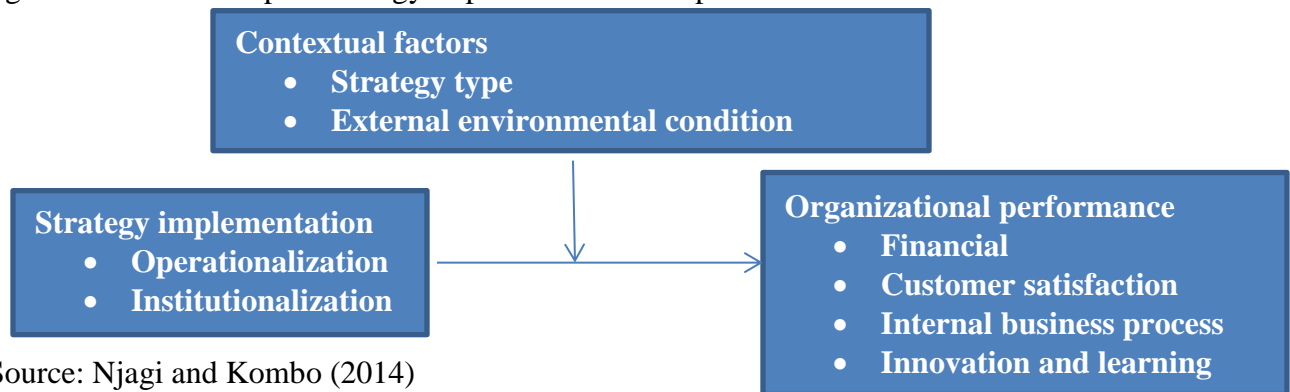 Contextual factors
• Strategy type
• External environmental condition
Strategy implementation
• Operationalization
• Institutionalization
Organizational performance
• Financial
• Customer satisfaction
• Internal business process
• Innovation and learning
Source: Njagi and Kombo (2014)